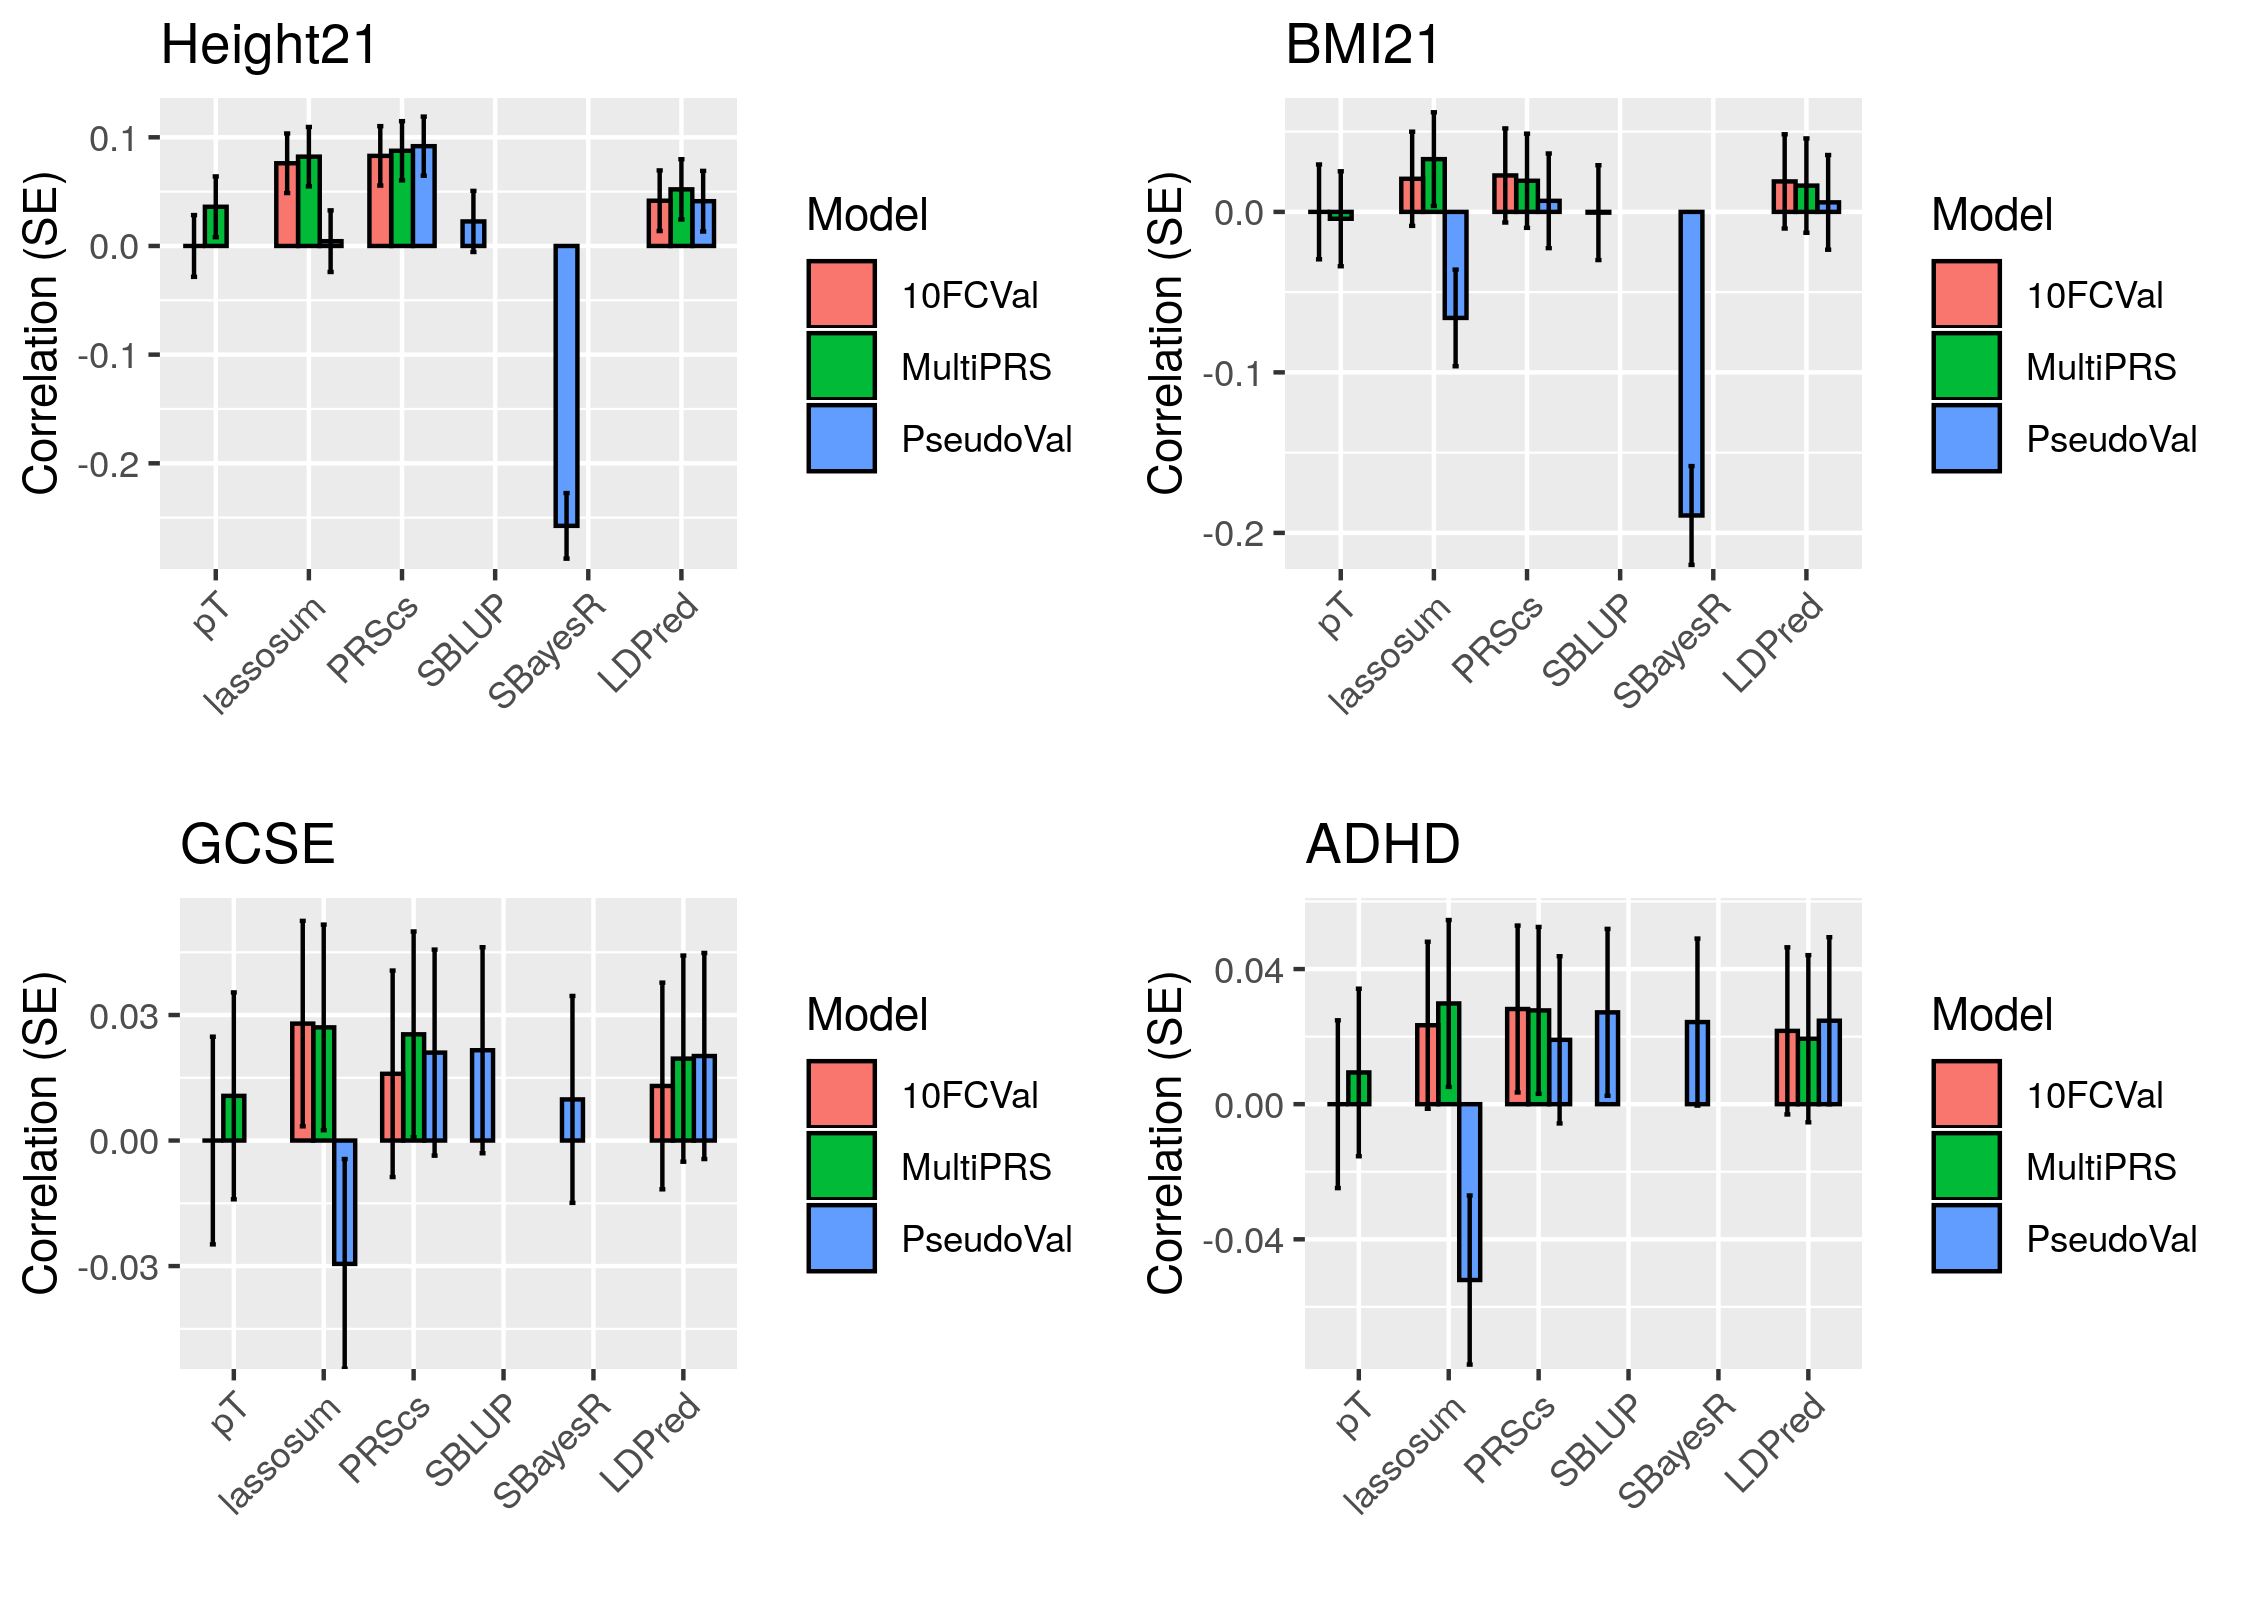 Height21
Correlation (SE)
0.1
0.0
-0.1
-0.2
pT
lassosum
PRScs
SBLUP
SBayesR
LDPred
Model
10FCVal
MultiPRS
PseudoVal
BMI21
Correlation (SE)
0.0
-0.1
-0.2
pT
lassosum
PRScs
SBLUP
SBayesR
LDPred
Model
10FCVal
MultiPRS
PseudoVal
GCSE
Correlation (SE)
0.03
0.00
-0.03
pT
lassosum
PRScs
SBLUP
SBayesR
LDPred
Model
10FCVal
MultiPRS
PseudoVal
ADHD
Correlation (SE)
0.04
0.00
-0.04
pT
lassosum
PRScs
SBLUP
SBayesR
LDPred
Model
10FCVal
MultiPRS
PseudoVal